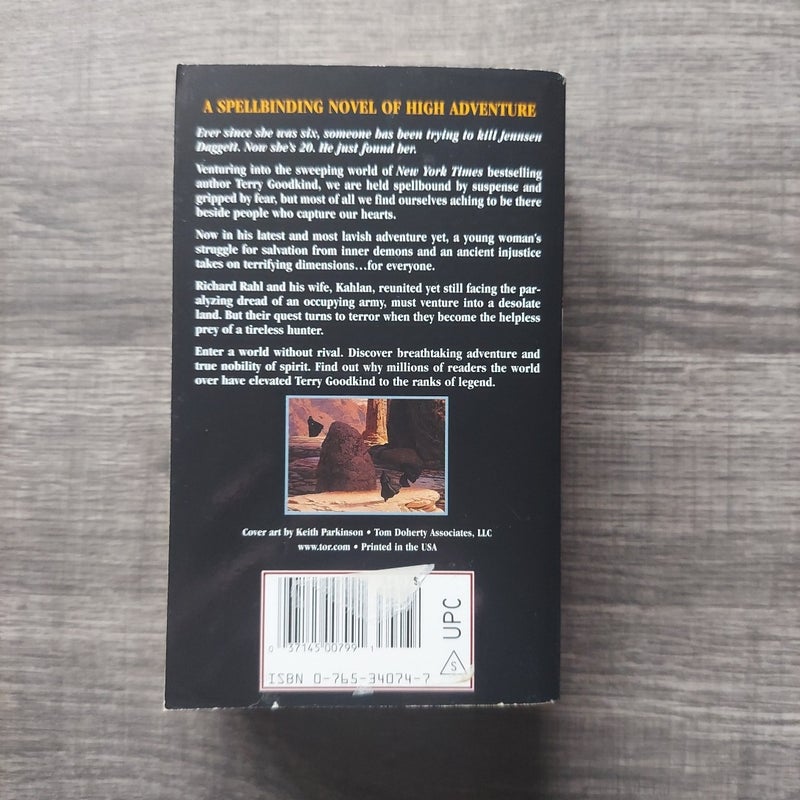 A SPELLBINDING NOVEL OF HIGH ADVENTURE
Ever since she was six, someone has been trying to kill Jennsen
Daggett. Now she's 20. He just found her.
Venturing into the sweeping world of New York Times bestselling
author Terry Goodkind, we are held spellbound by suspense and
gripped by fear, but most of all we find ourselves aching to be there
beside people who capture our hearts.
Now in his latest and most lavish adventure yet, a young woman's
struggle for salvation from inner demons and an ancient injustice
takes on terrifying dimensions...for everyone.
Richard Rahl and his wife, Kahlan, reunited yet still facing the par-
alyzing dread of an occupying army, must venture into a desolate
land. But their quest turns to terror when they become the helpless
prey of a tireless hunter.
Enter a world without rival. Discover breathtaking adventure and
true nobility of spirit. Find out why millions of readers the world
over have elevated Terry Goodkind to the ranks of legend.
Cover art by Keith Parkinson • Tom Doherty Associates, LLC
www.tor.com • Printed in the USA
$
0 37145 00799 1
UPC
S
ISBN 0-765-34074-7